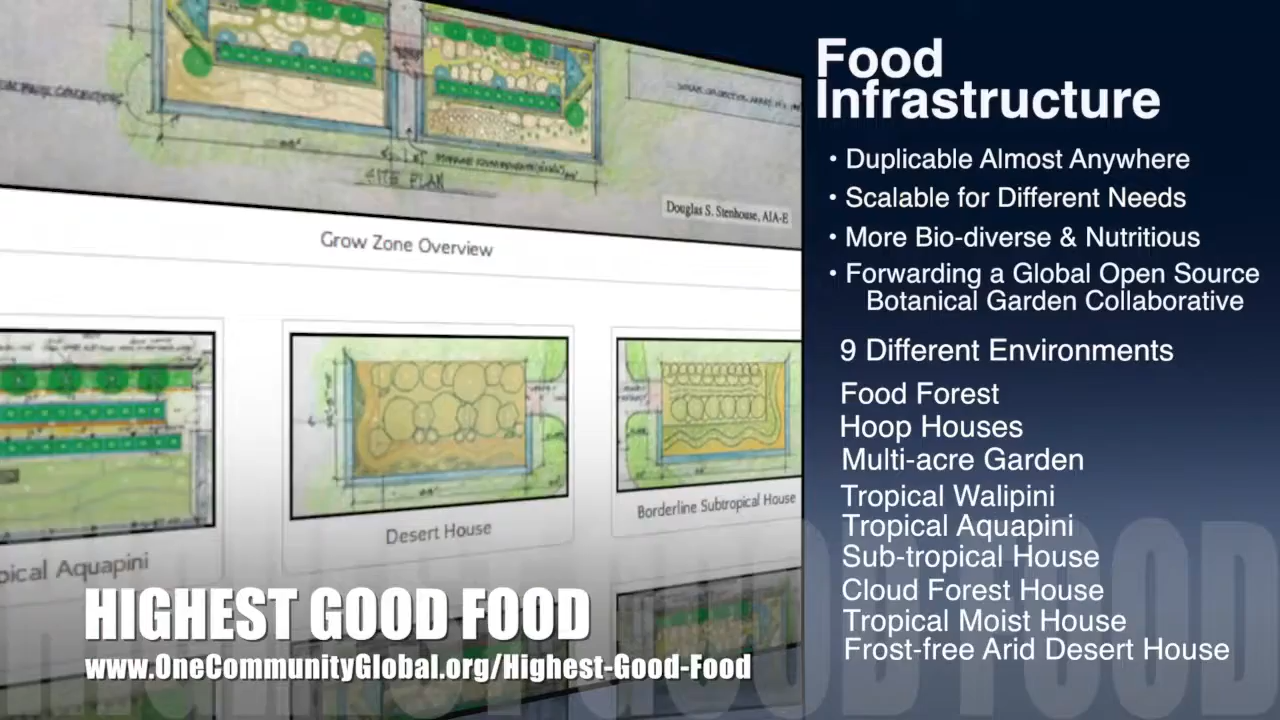 SITE PLAN
Douglas S. Stenhouse, AIA-E
Grow Zone Overview
pical Aquapini
Desert House
Borderline Subtropical House
HIGHEST GOOD FOOD
www.OneCommunityGlobal.org/Highest-Good-Food
Food
Infrastructure
• Duplicable Almost Anywhere
• Scalable for Different Needs
• More Bio-diverse & Nutritious
• Forwarding a Global Open Source
Botanical Garden Collaborative
9 Different Environments
Food Forest
Hoop Houses
Multi-acre Garden
Tropical Walipini
Tropical Aquapini
Sub-tropical House
Cloud Forest House
Tropical Moist House
Frost-free Arid Desert House